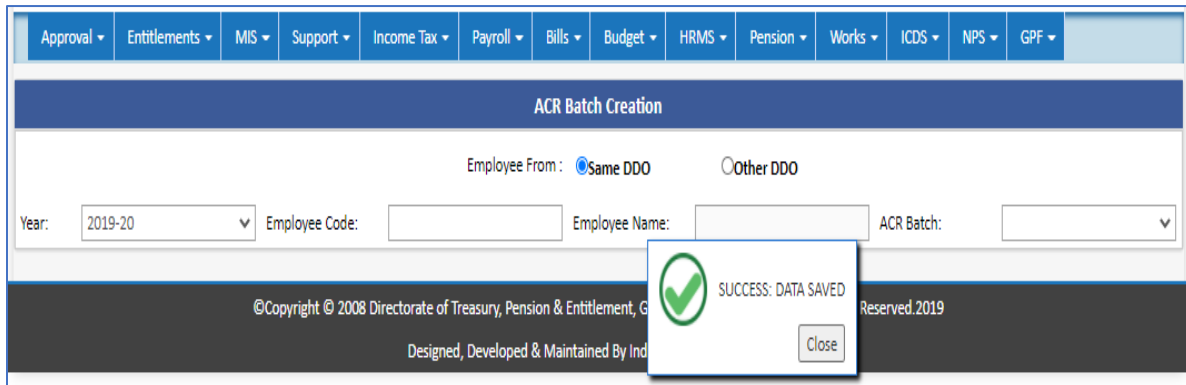 Approval Entitlements MIS Support Income Tax Payroll Bills Budget HRMS Pension Works ICDS NPS GPF
ACR Batch Creation
Employee From : Same DDO Other DDO
Year: 2019-20 Employee Code: Employee Name: ACR Batch:
SUCCESS: DATA SAVED
Close
©Copyright © 2008 Directorate of Treasury, Pension & Entitlement, G Reserved.2019
Designed, Developed & Maintained By Ind